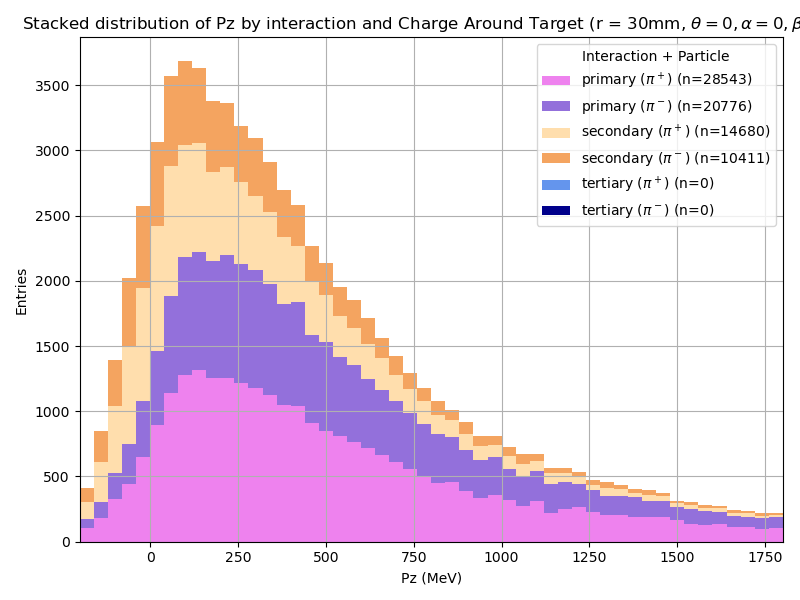 Stacked distribution of Pz by interaction and Charge Around Target (r = 30mm, θ = 0, α = 0, β
Entries
3500
3000
2500
2000
1500
1000
500
0
Interaction + Particle
primary (π⁺) (n=28543)
primary (π⁻) (n=20776)
secondary (π⁺) (n=14680)
secondary (π⁻) (n=10411)
tertiary (π⁺) (n=0)
tertiary (π⁻) (n=0)
0 250 500 750 1000 1250 1500 1750
Pz (MeV)